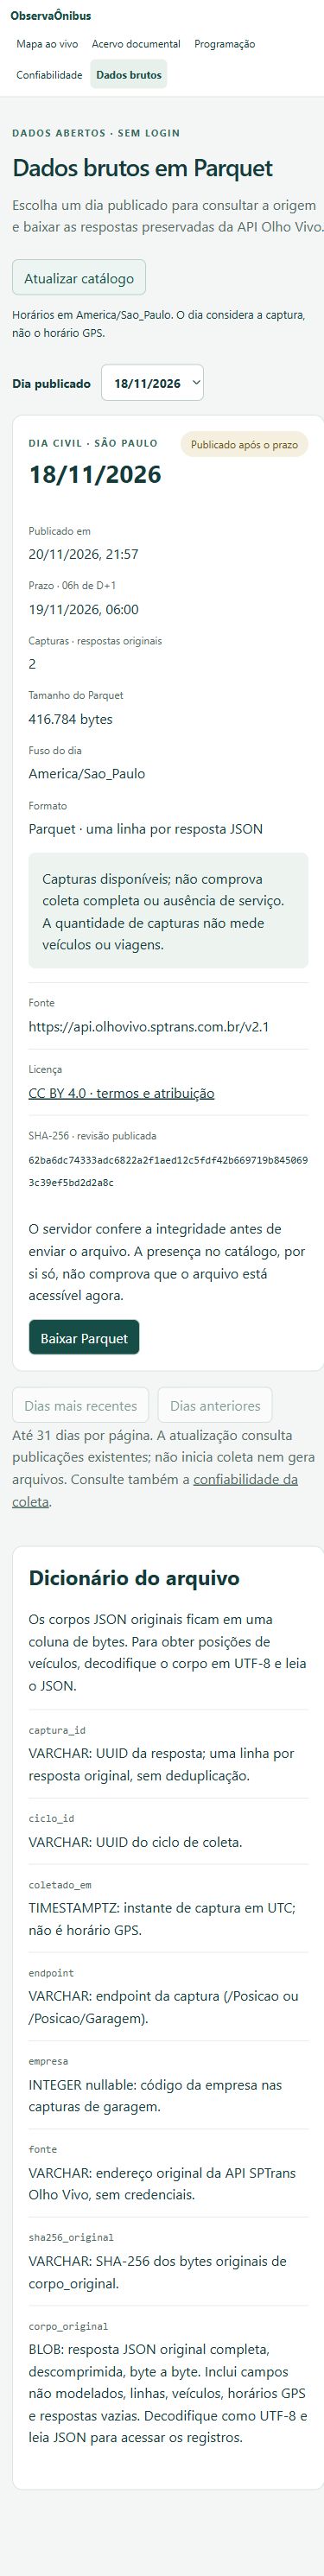 ObservaÔnibus
Mapa ao vivo Acervo documental Programação
Confiabilidade Dados brutos
DADOS ABERTOS · SEM LOGIN
Dados brutos em Parquet
Escolha um dia publicado para consultar a origem
e baixar as respostas preservadas da API Olho Vivo.
Atualizar catálogo
Horários em America/Sao_Paulo. O dia considera a captura,
não o horário GPS.
Dia publicado 18/11/2026
DIA CIVIL · SÃO PAULO
Publicado após o prazo
18/11/2026
Publicado em
20/11/2026, 21:57
Prazo · 06h de D+1
19/11/2026, 06:00
Capturas · respostas originais
2
Tamanho do Parquet
416.784 bytes
Fuso do dia
America/Sao_Paulo
Formato
Parquet · uma linha por resposta JSON
Capturas disponíveis; não comprova
coleta completa ou ausência de serviço.
A quantidade de capturas não mede
veículos ou viagens.
Fonte
https://api.olhovivo.sptrans.com.br/v2.1
Licença
CC BY 4.0 · termos e atribuição
SHA-256 · revisão publicada
62ba6dc74333adc6822a2f1aed12c5fdf42b669719b845069
3c39ef5bd2d2a8c
O servidor confere a integridade antes de
enviar o arquivo. A presença no catálogo, por
si só, não comprova que o arquivo está
acessível agora.
Baixar Parquet
Dias mais recentes Dias anteriores
Até 31 dias por página. A atualização consulta
publicações existentes; não inicia coleta nem gera
arquivos. Consulte também a confiabilidade da
coleta.
Dicionário do arquivo
Os corpos JSON originais ficam em uma
coluna de bytes. Para obter posições de
veículos, decodifique o corpo em UTF-8 e leia
o JSON.
captura_id
VARCHAR: UUID da resposta; uma linha por
resposta original, sem deduplicação.
ciclo_id
VARCHAR: UUID do ciclo de coleta.
coletado_em
TIMESTAMPTZ: instante de captura em UTC;
não é horário GPS.
endpoint
VARCHAR: endpoint da captura (/Posicao ou
/Posicao/Garagem).
empresa
INTEGER nullable: código da empresa nas
capturas de garagem.
fonte
VARCHAR: endereço original da API SPTrans
Olho Vivo, sem credenciais.
sha256_original
VARCHAR: SHA-256 dos bytes originais de
corpo_original.
corpo_original
BLOB: resposta JSON original completa,
descomprimida, byte a byte. Inclui campos
não modelados, linhas, veículos, horários GPS
e respostas vazias. Decodifique como UTF-8 e
leia JSON para acessar os registros.